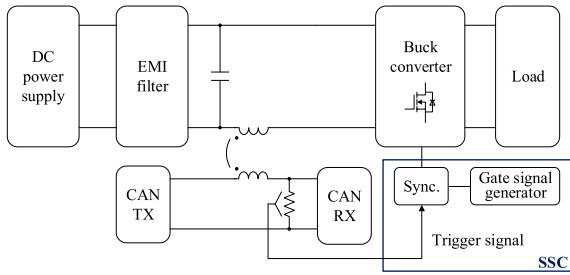 DC
power
supply
EMI
filter
Buck
converter
Load
CAN
TX
CAN
RX
Sync.
Gate signal
generator
Trigger signal
SSC